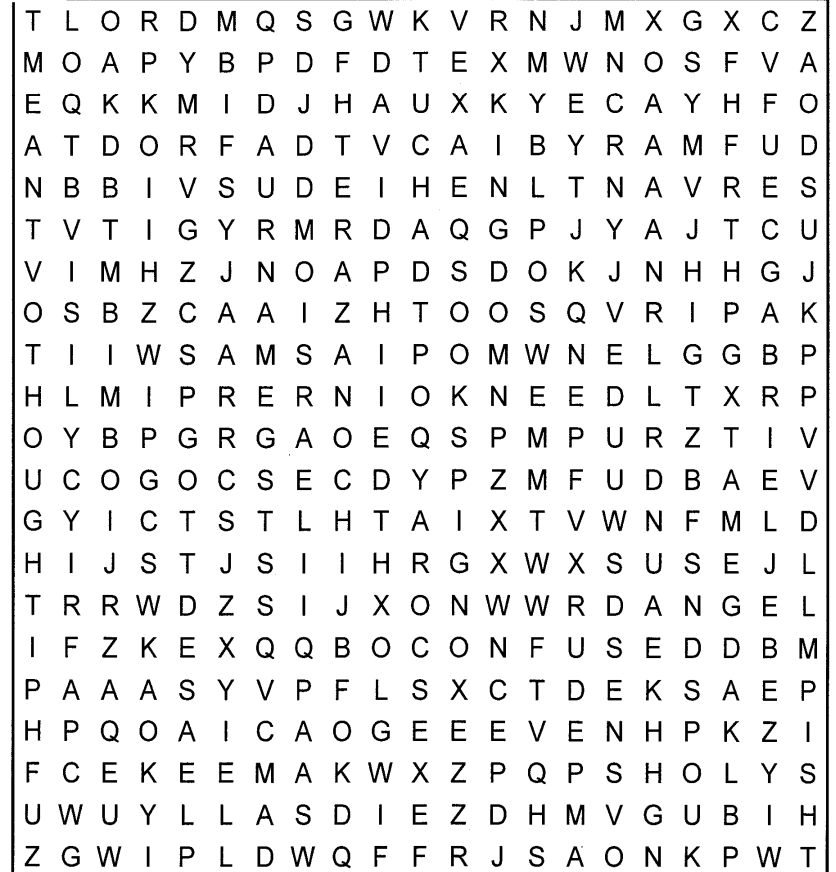 T L O R D M Q S G W K V R N J M X G X C Z
M O A P Y B P D F D T E X M W N O S F V A
E Q K K M I D J H A U X K Y E C A Y H F O
A T D O R F A D T V C A I B Y R A M F U D
N B B I V S U D E I H E N L T N A V R E S
T V T I G Y R M R D A Q G P J Y A J T C U
V I M H Z J N O A P D S D O K J N H H G J
O S B Z C A A I Z H T O O S Q V R I P A K
T I I W S A M S A I P O M W N E L G G B P
H L M I P R E R N I O K N E E D L T X R P
O Y B P G R G A O E Q S P M P U R Z T I V
U C O G O C S E C D Y P Z M F U D B A E V
G Y I C T S T L H T A I X T V W N F M L D
H I J S T J S I I H R G X W X S U S E J L
T R R W D Z S I J X O N W W R D A N G E L
I F Z K E X Q Q B O C O N F U S E D D B M
P A A A S Y V P F L S X C T D E K S A E P
H P Q O A I C A O G E E E V E N H P K Z I
F C E K E E M A K W X Z P Q P S H O L Y S
U W U Y L L A S D I E Z D H M V G U B I H
Z G W I P L D W Q F F R J S A O N K P W T